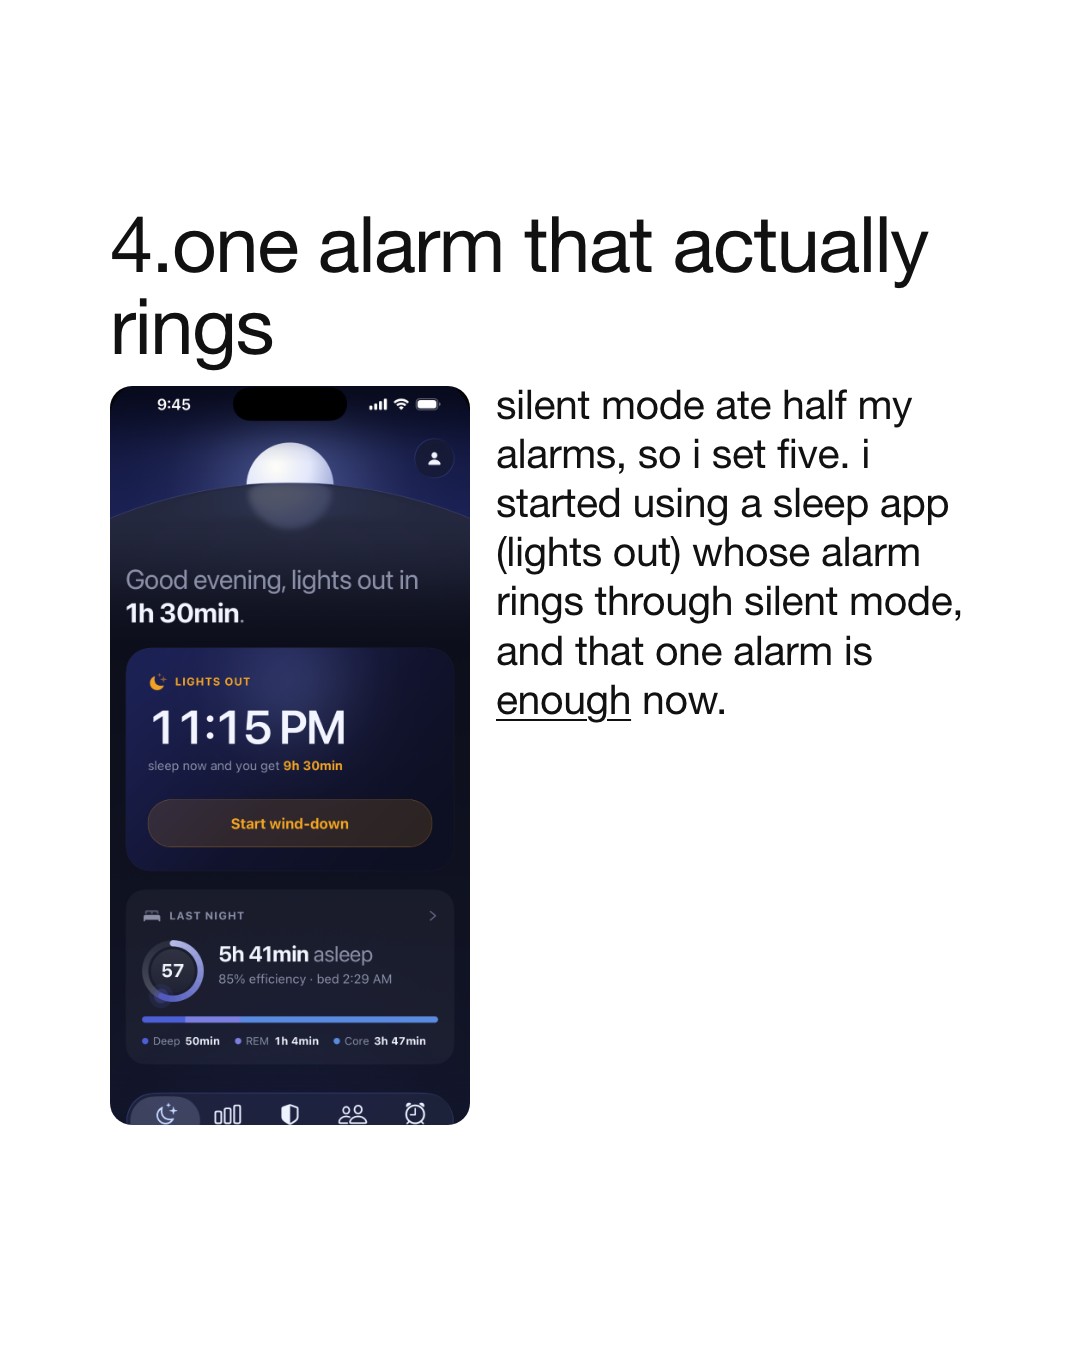 4.one alarm that actually
rings
9:45
Good evening, lights out in
1h 30min.
LIGHTS OUT
11:15 PM
sleep now and you get 9h 30min
Start wind-down
LAST NIGHT
57
5h 41min asleep
85% efficiency · bed 2:29 AM
Deep 50min REM 1h 4min Core 3h 47min
silent mode ate half my
alarms, so i set five. i
started using a sleep app
(lights out) whose alarm
rings through silent mode,
and that one alarm is
enough now.